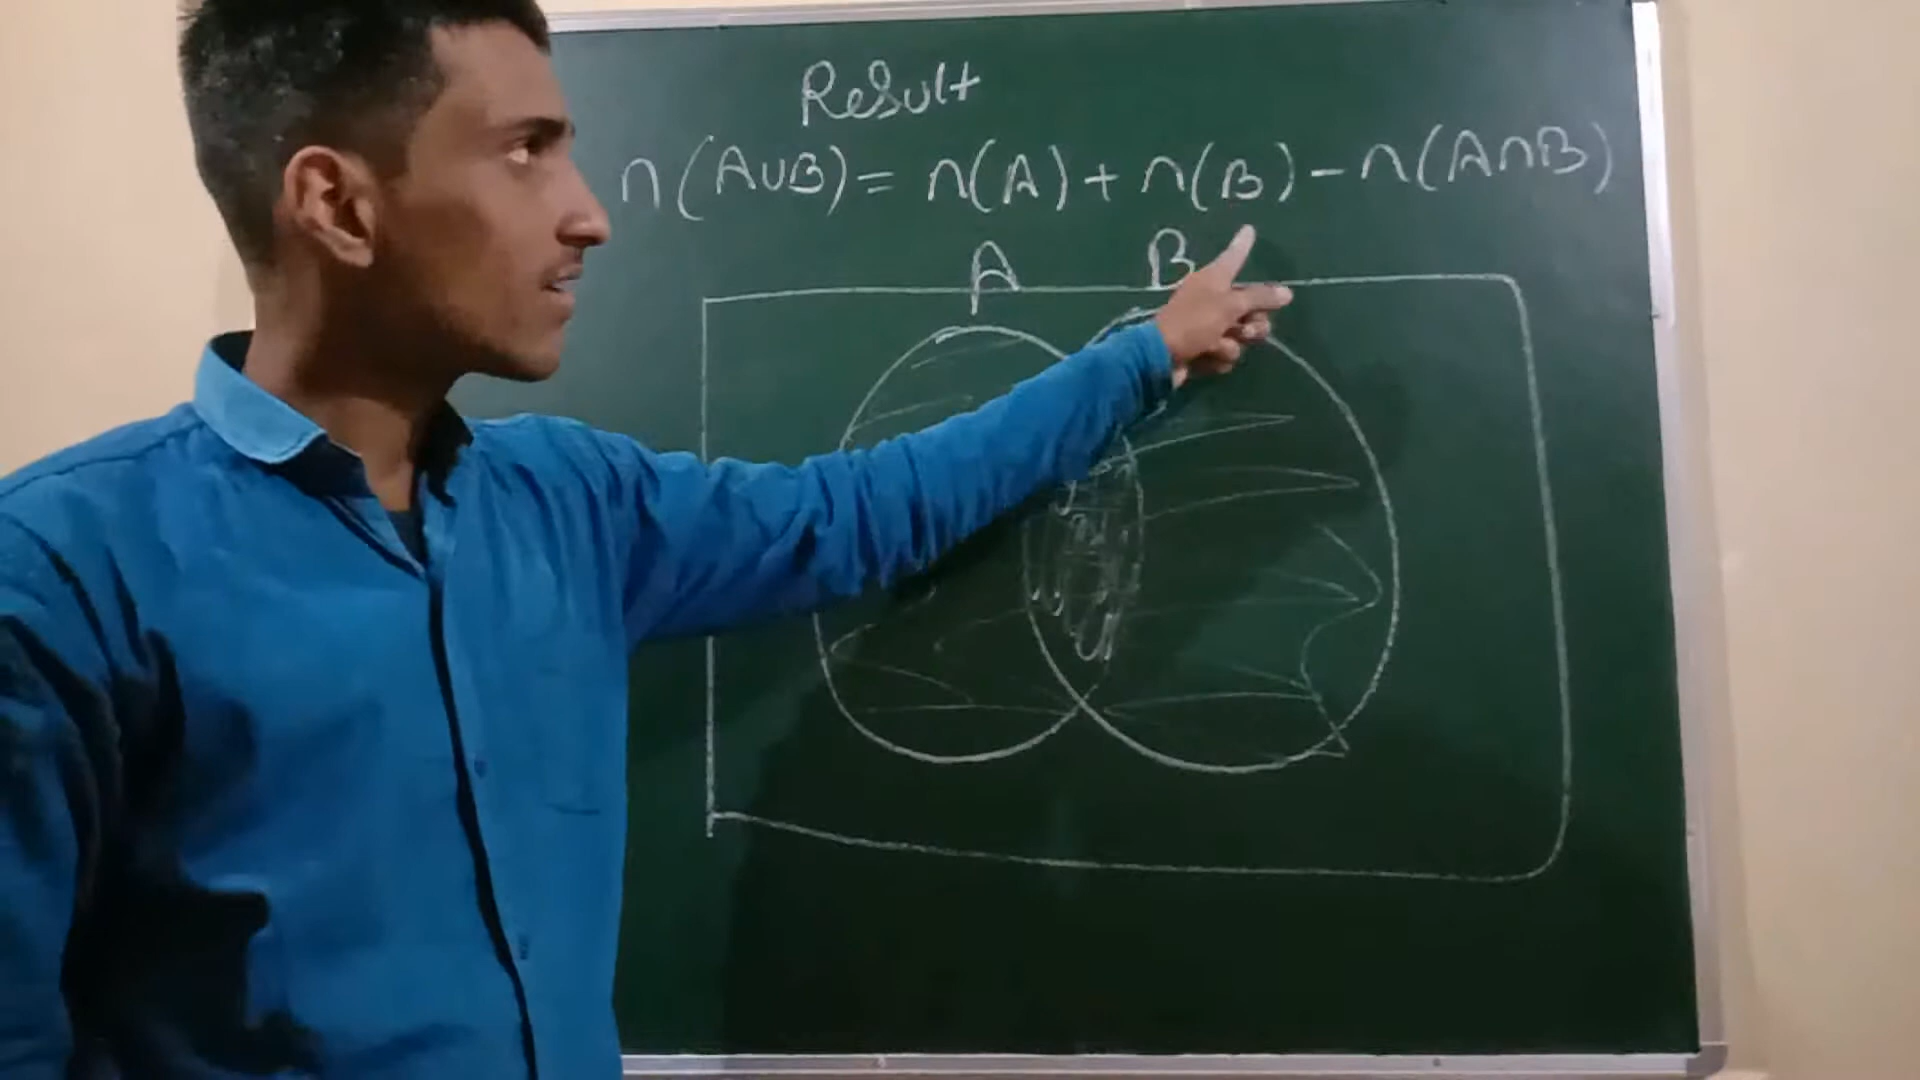 Result
n(A∪B) = n(A) + n(B) - n(A∩B)
A B